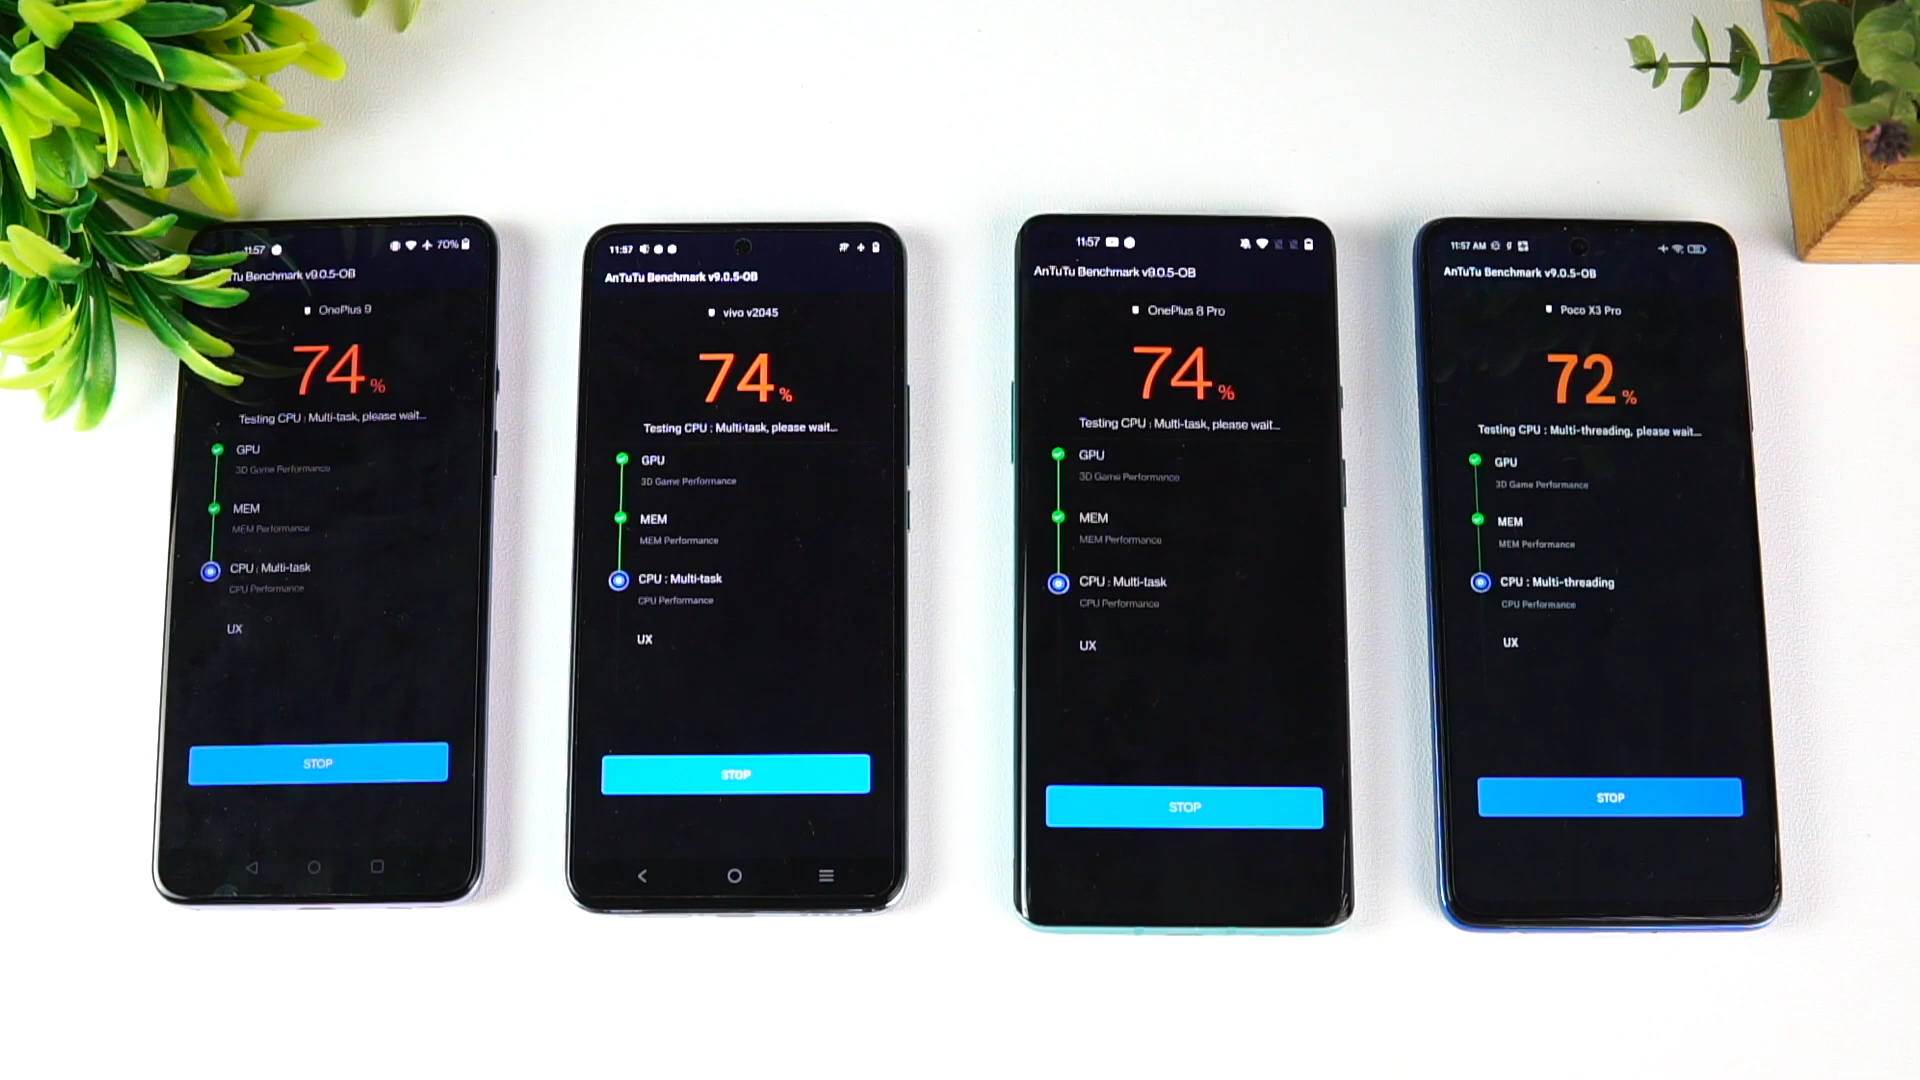 11:57 70%
Tu Benchmark v9.0.5-OB
OnePlus 9
74%
Testing CPU : Multi-task, please wait...
GPU
3D Game Performance
MEM
MEM Performance
CPU : Multi-task
CPU Performance
UX
STOP
11:57
AnTuTu Benchmark v9.0.5-OB
vivo v2045
74%
Testing CPU : Multi-task, please wait...
GPU
3D Game Performance
MEM
MEM Performance
CPU : Multi-task
CPU Performance
UX
STOP
11:57
AnTuTu Benchmark v9.0.5-OB
OnePlus 8 Pro
74%
Testing CPU : Multi-task, please wait...
GPU
3D Game Performance
MEM
MEM Performance
CPU : Multi-task
CPU Performance
UX
STOP
11:57 AM
AnTuTu Benchmark v9.0.5-OB
Poco X3 Pro
72%
Testing CPU : Multi-threading, please wait...
GPU
3D Game Performance
MEM
MEM Performance
CPU : Multi-threading
CPU Performance
UX
STOP